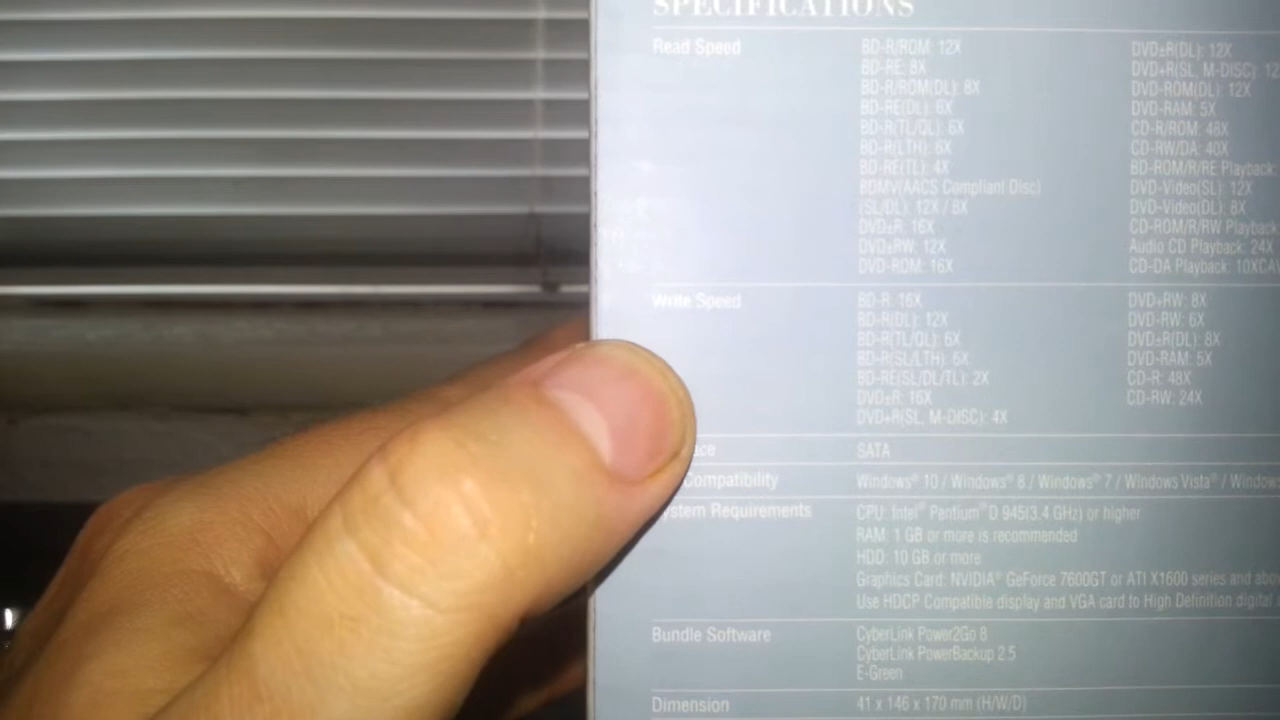 SPECIFICATIONS
Read Speed
BD-R/ROM: 12X
BD-RE: 8X
BD-R/ROM(DL): 8X
BD-RE(DL): 6X
BD-R(TL/QL): 6X
BD-R(LTH): 6X
BD-RE(TL): 4X
BDMV(AACS Compliant Disc)
(SL/DL): 12X / 8X
DVD±R: 16X
DVD±RW: 12X
DVD-ROM: 16X
DVD±R(DL): 12X
DVD+R(SL, M-DISC): 12
DVD-ROM(DL): 12X
DVD-RAM: 5X
CD-R/ROM: 48X
CD-RW/DA: 40X
BD-ROM/R/RE Playback:
DVD-Video(SL): 12X
DVD-Video(DL): 8X
CD-ROM/R/RW Playback
Audio CD Playback: 24X
CD-DA Playback: 10XCAV
Write Speed
BD-R: 16X
BD-R(DL): 12X
BD-R(TL/QL): 6X
BD-R(SL/LTH): 6X
BD-RE(SL/DL/TL): 2X
DVD±R: 16X
DVD+R(SL, M-DISC): 4X
DVD+RW: 8X
DVD-RW: 6X
DVD±R(DL): 8X
DVD-RAM: 5X
CD-R: 48X
CD-RW: 24X
ace
SATA
Compatibility
Windows® 10 / Windows® 8 / Windows® 7 / Windows Vista® / Windows
ystem Requirements
CPU: Intel® Pentium® D 945(3.4 GHz) or higher
RAM: 1 GB or more is recommended
HDD: 10 GB or more
Graphics Card: NVIDIA® GeForce 7600GT or ATI X1600 series and abo
Use HDCP Compatible display and VGA card to High Definition digital
Bundle Software
CyberLink Power2Go 8
CyberLink PowerBackup 2.5
E-Green
Dimension
41 x 146 x 170 mm (H/W/D)